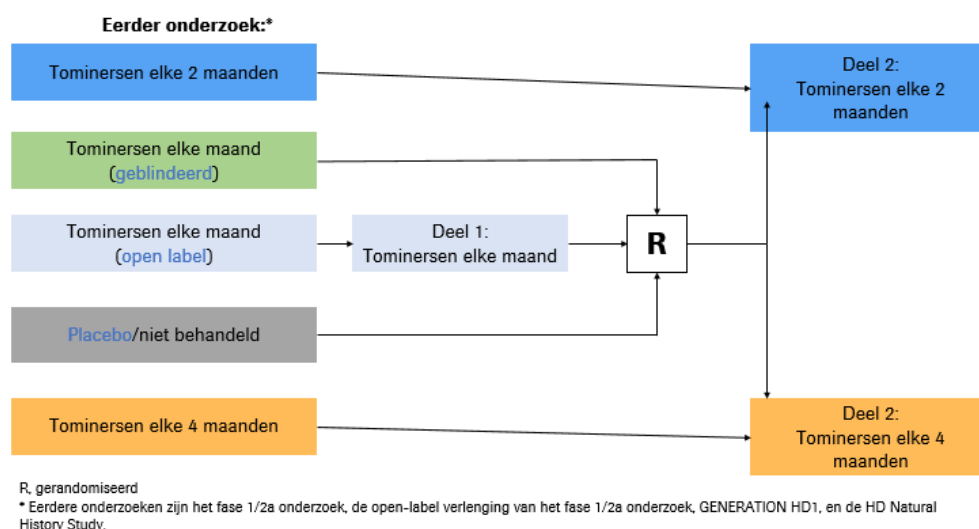 Eerder onderzoek:*
Tominersen elke 2 maanden
Deel 2:
Tominersen elke 2
maanden
Tominersen elke maand
(geblindeerd)
Tominersen elke maand
(open label)
Deel 1:
Tominersen elke maand
R
Placebo/niet behandeld
Tominersen elke 4 maanden
Deel 2:
Tominersen elke 4
maanden
R, gerandomiseerd
* Eerdere onderzoeken zijn het fase 1/2a onderzoek, de open-label verlenging van het fase 1/2a onderzoek, GENERATION HD1, en de HD Natural
History Study.